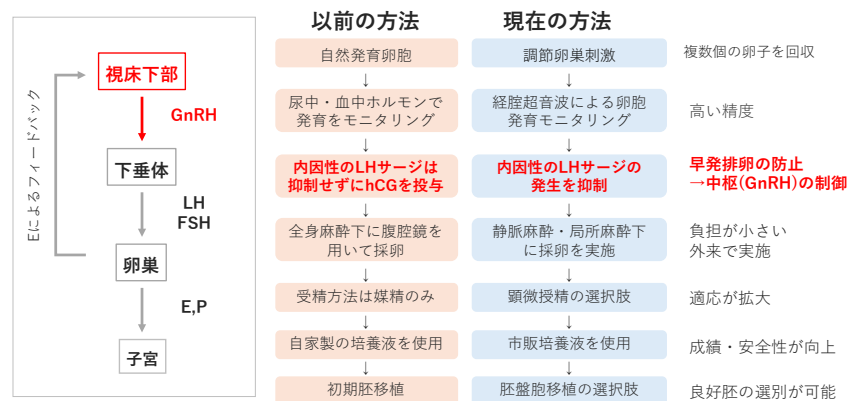 Eによるフィードバック
視床下部
GnRH
下垂体
LH
FSH
卵巣
E,P
子宮
以前の方法
現在の方法
自然発育卵胞
調節卵巣刺激
複数個の卵子を回収
↓
↓
尿中・血中ホルモンで
発育をモニタリング
経腟超音波による卵胞
発育モニタリング
高い精度
↓
↓
内因性のLHサージは
抑制せずにhCGを投与
内因性のLHサージの
発生を抑制
早発排卵の防止
→中枢(GnRH)の制御
↓
↓
全身麻酔下に腹腔鏡を
用いて採卵
静脈麻酔・局所麻酔下
に採卵を実施
負担が小さい
外来で実施
↓
↓
受精方法は媒精のみ
顕微授精の選択肢
適応が拡大
↓
↓
自家製の培養液を使用
市販培養液を使用
成績・安全性が向上
↓
↓
初期胚移植
胚盤胞移植の選択肢
良好胚の選別が可能